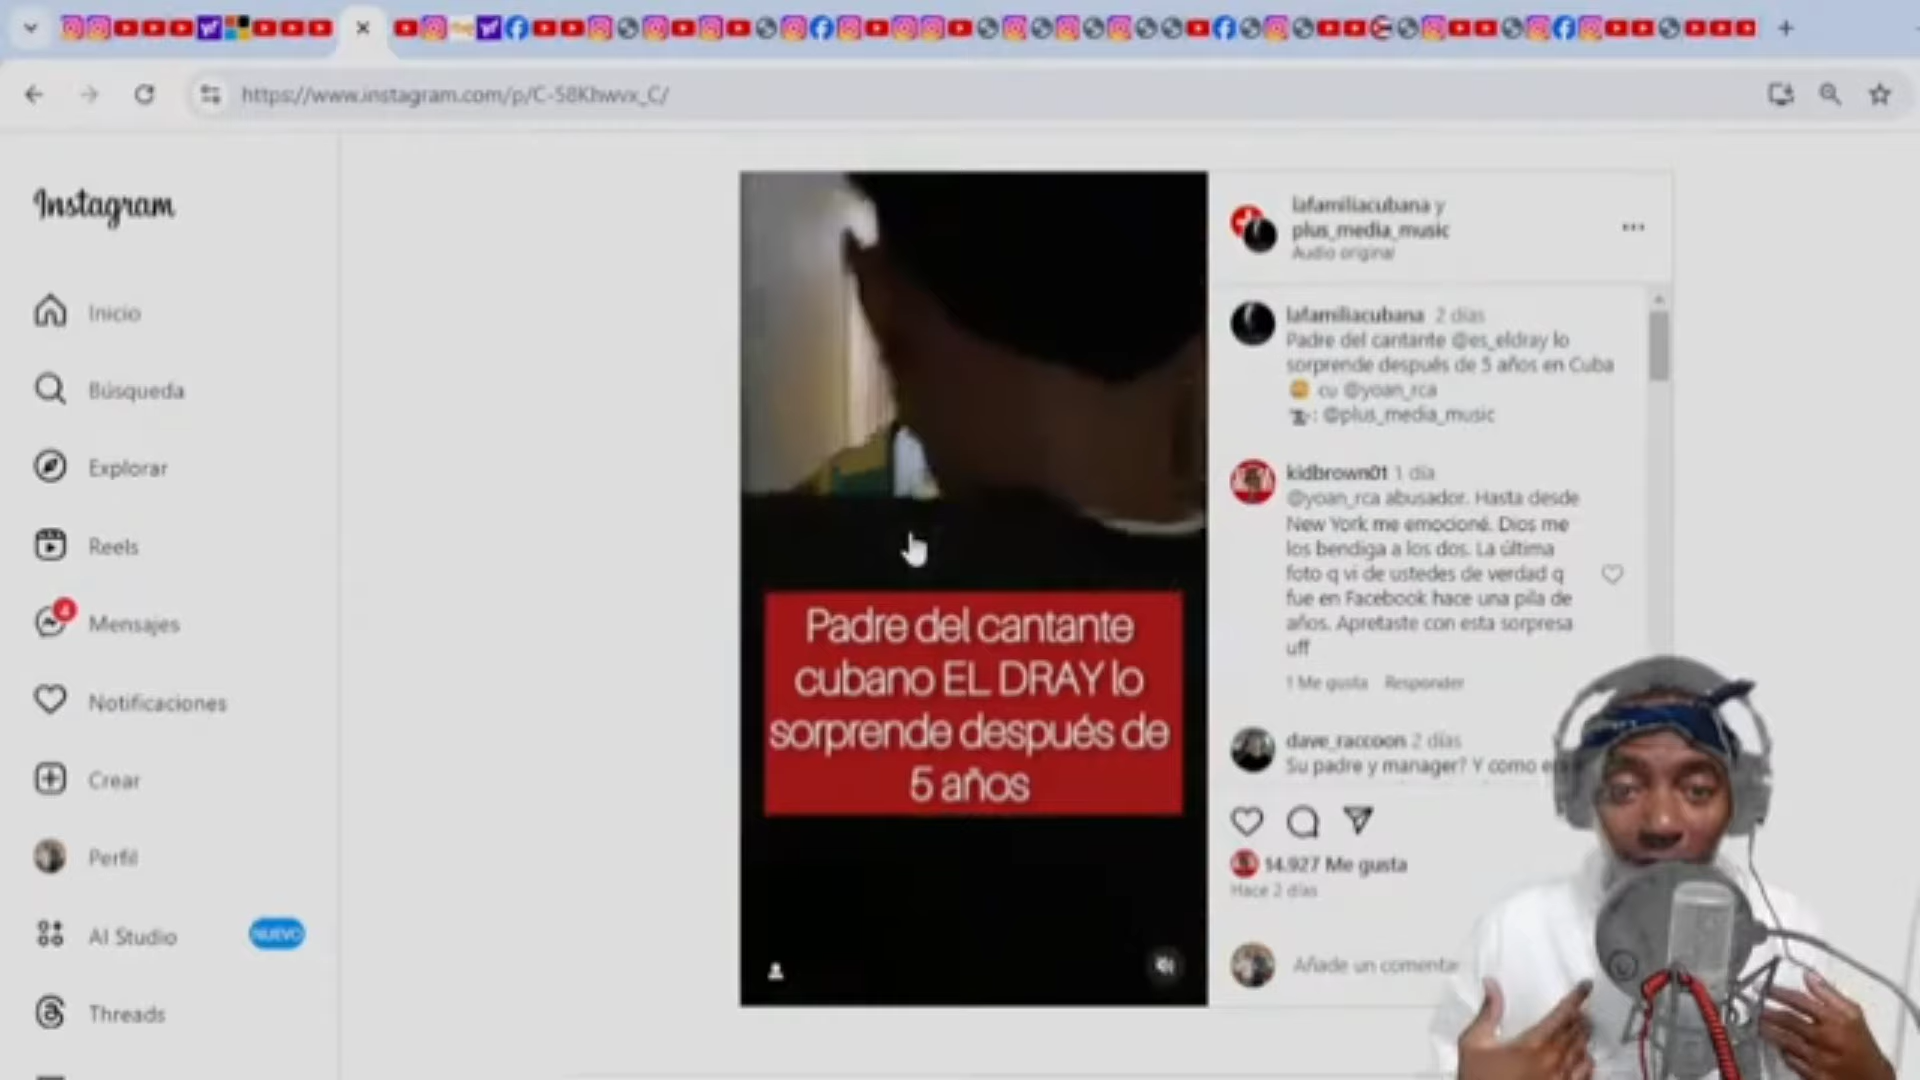 https://www.instagram.com/p/C-58Khwvx_C/
Instagram
Inicio
Búsqueda
Explorar
Reels
4
Mensajes
Notificaciones
Crear
Perfil
AI Studio
NUEVO
Threads
Padre del cantante
cubano EL DRAY lo
sorprende después de
5 años
lafamiliacubana y
plus_media_music
Audio original
lafamiliacubana 2 días
Padre del cantante @es_eldray lo
sorprende después de 5 años en Cuba
cu @yoan_rca
: @plus_media_music
kidbrown01 1 día
@yoan_rca abusador. Hasta desde
New York me emocioné. Dios me
los bendiga a los dos. La última
foto q vi de ustedes de verdad q
fue en Facebook hace una pila de
años. Apretaste con esta sorpresa
uff
1 Me gusta Responder
dave_raccoon 2 días
Su padre y manager? Y como
14.927 Me gusta
Hace 2 días
Añade un comentar